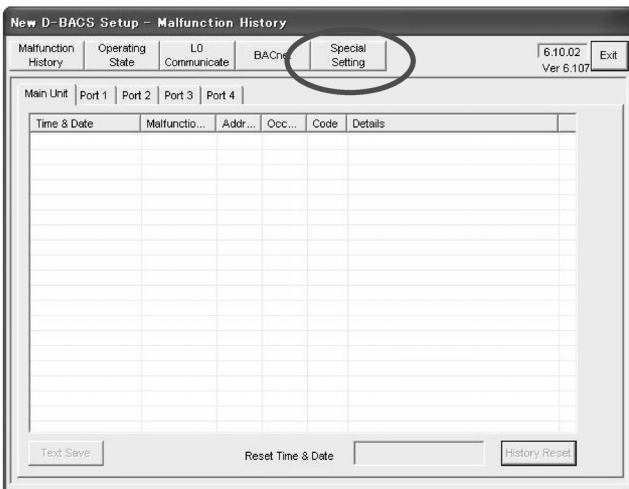 New D-BACS Setup - Malfunction History
Malfunction History
Operating State
L0 Communicate
BACne
Special Setting
6.10.02
Ver 6.107
Exit
Main Unit
Port 1
Port 2
Port 3
Port 4
Time & Date
Malfunctio...
Addr...
Occ...
Code
Details
Text Save
Reset Time & Date
History Reset